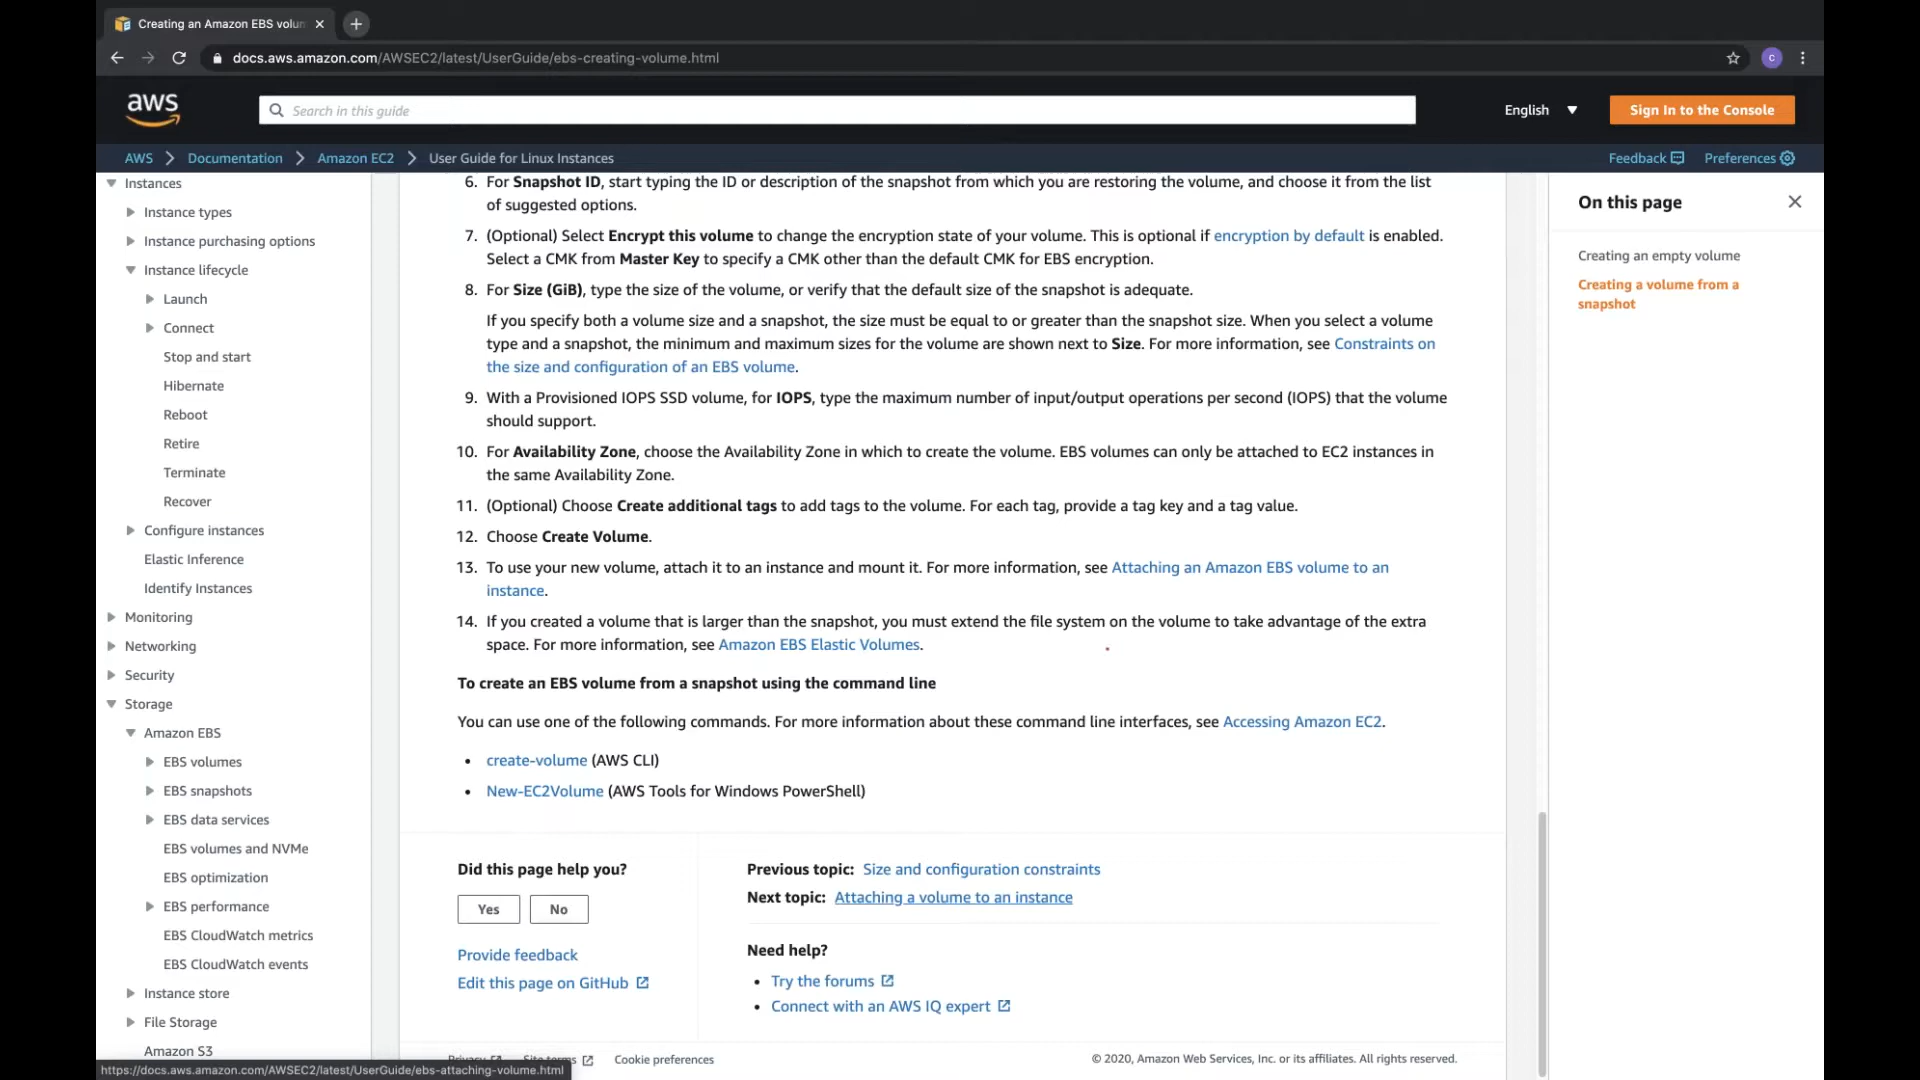 Creating an Amazon EBS volum
docs.aws.amazon.com/AWSEC2/latest/UserGuide/ebs-creating-volume.html
C
aws
Search in this guide
English
Sign In to the Console
AWS
Documentation
Amazon EC2
User Guide for Linux Instances
Feedback
Preferences
Instances
Instance types
Instance purchasing options
Instance lifecycle
Launch
Connect
Stop and start
Hibernate
Reboot
Retire
Terminate
Recover
Configure instances
Elastic Inference
Identify Instances
Monitoring
Networking
Security
Storage
Amazon EBS
EBS volumes
EBS snapshots
EBS data services
EBS volumes and NVMe
EBS optimization
EBS performance
EBS CloudWatch metrics
EBS CloudWatch events
Instance store
File Storage
Amazon S3
6. For Snapshot ID, start typing the ID or description of the snapshot from which you are restoring the volume, and choose it from the list
of suggested options.
7. (Optional) Select Encrypt this volume to change the encryption state of your volume. This is optional if encryption by default is enabled.
Select a CMK from Master Key to specify a CMK other than the default CMK for EBS encryption.
8. For Size (GiB), type the size of the volume, or verify that the default size of the snapshot is adequate.
If you specify both a volume size and a snapshot, the size must be equal to or greater than the snapshot size. When you select a volume
type and a snapshot, the minimum and maximum sizes for the volume are shown next to Size. For more information, see Constraints on
the size and configuration of an EBS volume.
9. With a Provisioned IOPS SSD volume, for IOPS, type the maximum number of input/output operations per second (IOPS) that the volume
should support.
10. For Availability Zone, choose the Availability Zone in which to create the volume. EBS volumes can only be attached to EC2 instances in
the same Availability Zone.
11. (Optional) Choose Create additional tags to add tags to the volume. For each tag, provide a tag key and a tag value.
12. Choose Create Volume.
13. To use your new volume, attach it to an instance and mount it. For more information, see Attaching an Amazon EBS volume to an
instance.
14. If you created a volume that is larger than the snapshot, you must extend the file system on the volume to take advantage of the extra
space. For more information, see Amazon EBS Elastic Volumes.
To create an EBS volume from a snapshot using the command line
You can use one of the following commands. For more information about these command line interfaces, see Accessing Amazon EC2.
• create-volume (AWS CLI)
• New-EC2Volume (AWS Tools for Windows PowerShell)
Did this page help you?
Yes
No
Provide feedback
Edit this page on GitHub
Previous topic: Size and configuration constraints
Next topic: Attaching a volume to an instance
Need help?
• Try the forums
• Connect with an AWS IQ expert
Privacy
Site terms
Cookie preferences
© 2020, Amazon Web Services, Inc. or its affiliates. All rights reserved.
On this page
Creating an empty volume
Creating a volume from a
snapshot
https://docs.aws.amazon.com/AWSEC2/latest/UserGuide/ebs-attaching-volume.html